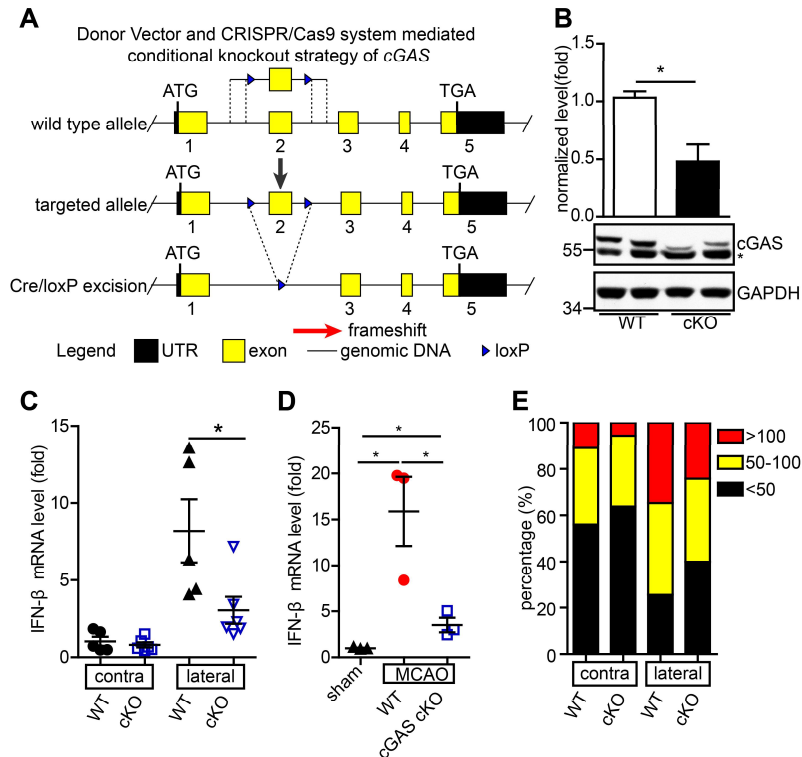 A
Donor Vector and CRISPR/Cas9 system mediated
conditional knockout strategy of cGAS
ATG
TGA
wild type allele
1
2
3
4
5
ATG
TGA
targeted allele
1
2
3
4
5
TGA
ATG
Cre/loxP excision
1
3
4
5
frameshift
Legend
UTR
exon
genomic DNA
loxP
B
normalized level(fold)
1.5
1.0
0.5
0.0
*
55
cGAS
*
GAPDH
34
WT
cKO
C
IFN-β mRNA level (fold)
15
10
5
0
*
contra
lateral
WT
cKO
WT
cKO
D
IFN-β mRNA level (fold)
25
20
15
10
5
0
*
*
*
MCAO
sham
WT
cGAS cKO
E
percentage (%)
100
80
60
40
20
0
>100
50-100
<50
contra
lateral
WT
cKO
WT
cKO